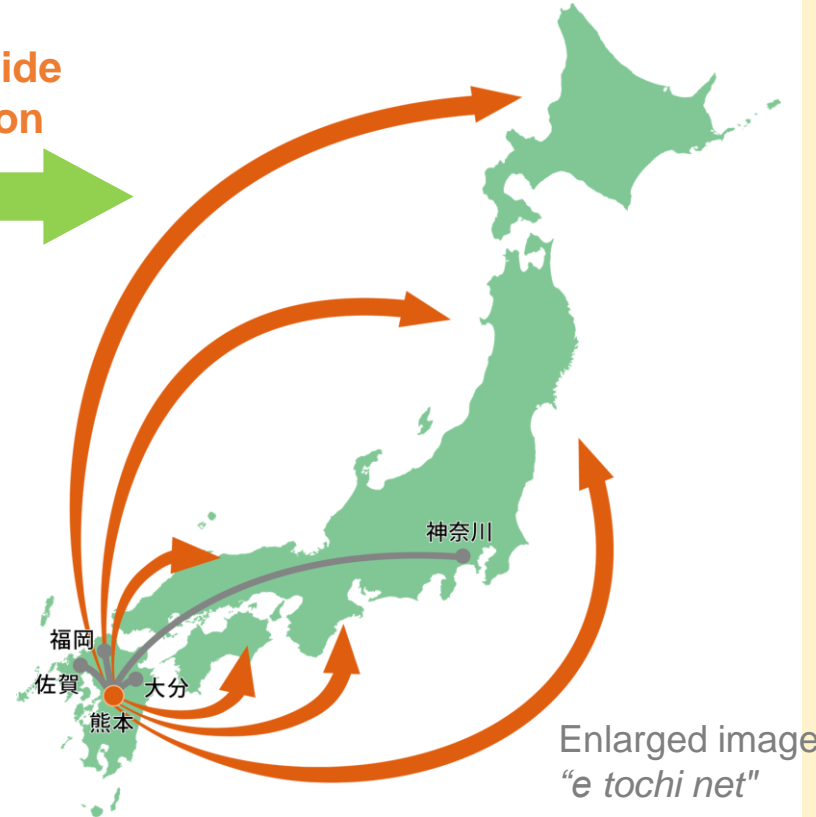 ide
on
神奈川
福岡
佐賀
大分
熊本
Enlarged image
“e tochi net"